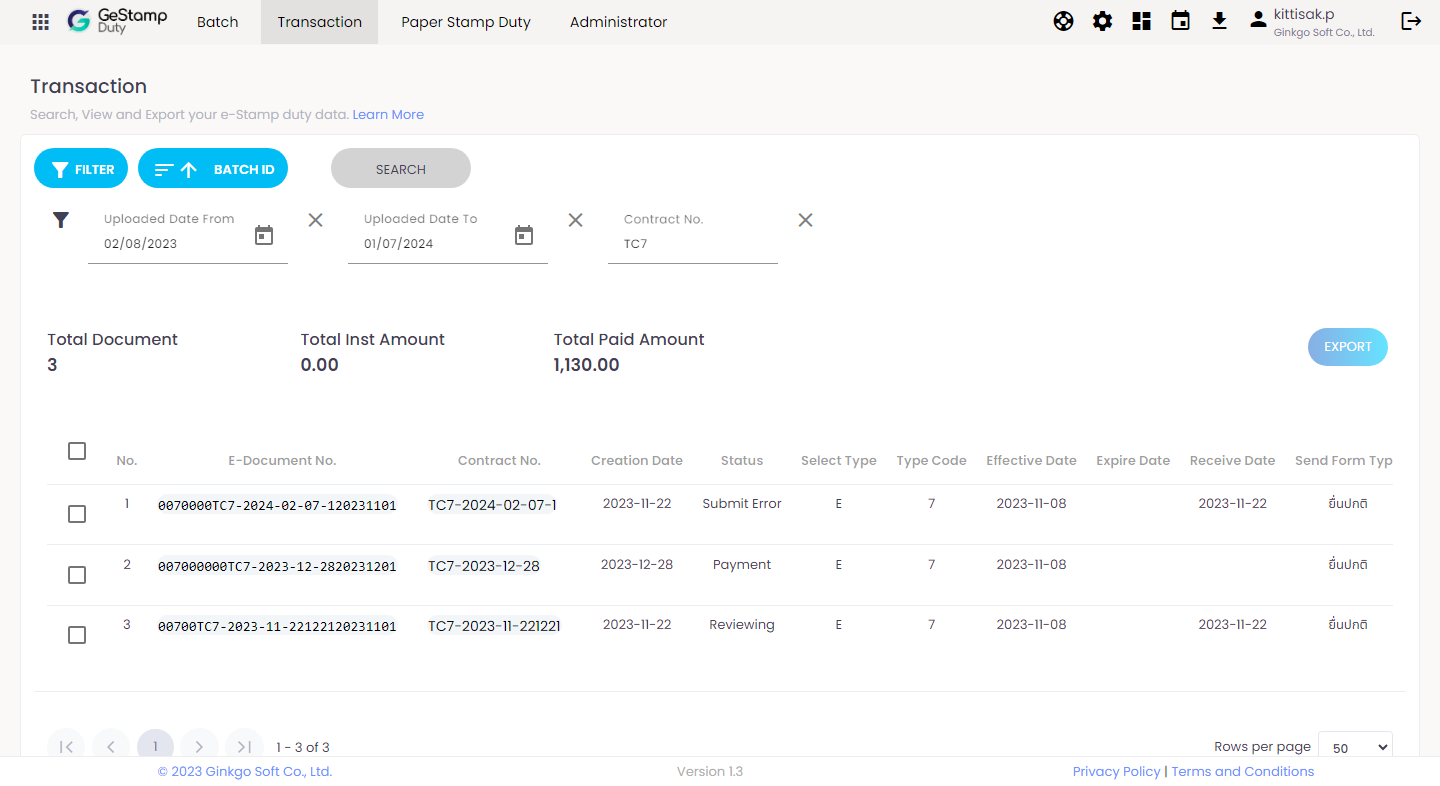 GeStamp Duty Batch Transaction Paper Stamp Duty Administrator kittisak.p
Ginkgo Soft Co., Ltd.
Transaction
Search, View and Export your e-Stamp duty data. Learn More
FILTER BATCH ID SEARCH
Uploaded Date From Uploaded Date To Contract No.
02/08/2023 01/07/2024 TC7
Total Document Total Inst Amount Total Paid Amount
3 0.00 1,130.00
EXPORT
No. E-Document No. Contract No. Creation Date Status Select Type Type Code Effective Date Expire Date Receive Date Send Form Typ
1 0070000TC7-2024-02-07-120231101 TC7-2024-02-07-1 2023-11-22 Submit Error E 7 2023-11-08 2023-11-22 ยื่นปกติ
2 007000000TC7-2023-12-2820231201 TC7-2023-12-28 2023-12-28 Payment E 7 2023-11-08 ยื่นปกติ
3 00700TC7-2023-11-22122120231101 TC7-2023-11-221221 2023-11-22 Reviewing E 7 2023-11-08 2023-11-22 ยื่นปกติ
1 1 - 3 of 3 Rows per page 50
© 2023 Ginkgo Soft Co., Ltd. Version 1.3 Privacy Policy | Terms and Conditions